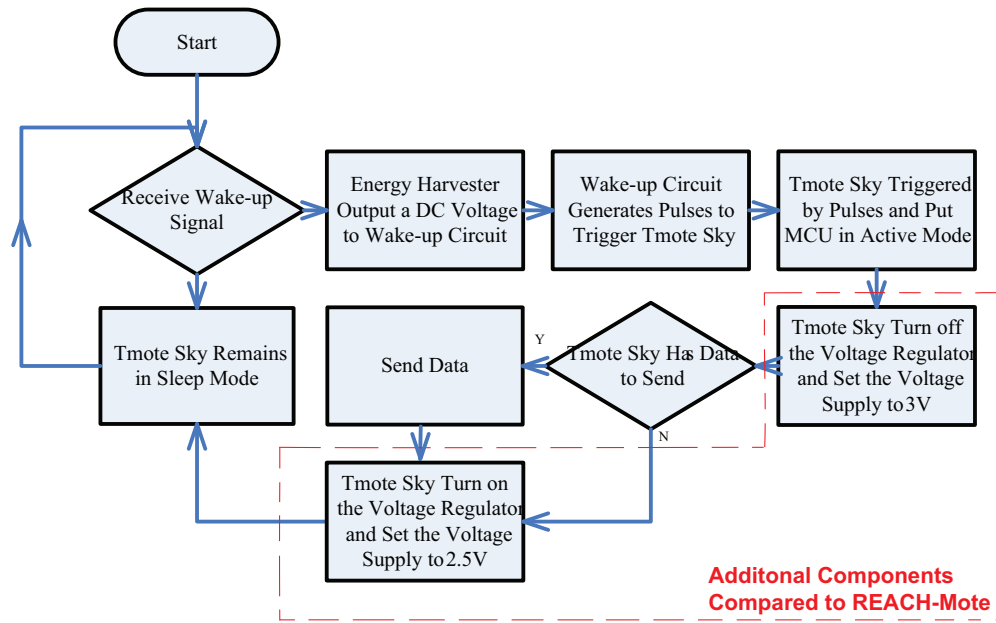 Start
Receive Wake-up
Signal
Energy Harvester
Output a DC Voltage
to Wake-up Circuit
Wake-up Circuit
Generates Pulses to
Trigger Tmote Sky
Tmote Sky Triggered
by Pulses and Put
MCU in Active Mode
Tmote Sky Remains
in Sleep Mode
Send Data
Y
Tmote Sky Has Data
to Send
N
Tmote Sky Turn off
the Voltage Regulator
and Set the Voltage
Supply to 3V
Tmote Sky Turn on
the Voltage Regulator
and Set the Voltage
Supply to 2.5V
Additonal Components
Compared to REACH-Mote